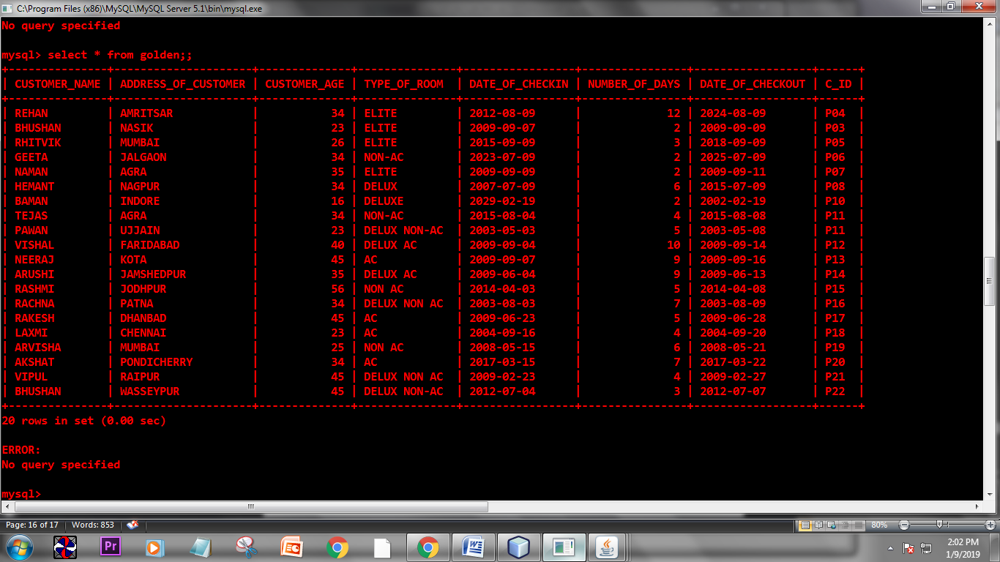 C:\Program Files (x86)\MySQL\MySQL Server 5.1\bin\mysql.exe
No query specified
mysql> select * from golden;;
+---------------+---------------------+--------------+---------------+-----------------+----------------+------------------+------+
| CUSTOMER_NAME | ADDRESS_OF_CUSTOMER | CUSTOMER_AGE | TYPE_OF_ROOM | DATE_OF_CHECKIN | NUMBER_OF_DAYS | DATE_OF_CHECKOUT | C_ID |
+---------------+---------------------+--------------+---------------+-----------------+----------------+------------------+------+
| REHAN | AMRITSAR | 34 | ELITE | 2012-08-09 | 12 | 2024-08-09 | P04 |
| BHUSHAN | NASIK | 23 | ELITE | 2009-09-07 | 2 | 2009-09-09 | P03 |
| RHITVIK | MUMBAI | 26 | ELITE | 2015-09-09 | 3 | 2018-09-09 | P05 |
| GEETA | JALGAON | 34 | NON-AC | 2023-07-09 | 2 | 2025-07-09 | P06 |
| NAMAN | AGRA | 35 | ELITE | 2009-09-09 | 2 | 2009-09-11 | P07 |
| HEMANT | NAGPUR | 34 | DELUX | 2007-07-09 | 6 | 2015-07-09 | P08 |
| BAMAN | INDORE | 16 | DELUXE | 2029-02-19 | 2 | 2002-02-19 | P10 |
| TEJAS | AGRA | 34 | NON-AC | 2015-08-04 | 4 | 2015-08-08 | P11 |
| PAWAN | UJJAIN | 23 | DELUX NON-AC | 2003-05-03 | 5 | 2003-05-08 | P11 |
| VISHAL | FARIDABAD | 40 | DELUX AC | 2009-09-04 | 10 | 2009-09-14 | P12 |
| NEERAJ | KOTA | 45 | AC | 2009-09-07 | 9 | 2009-09-16 | P13 |
| ARUSHI | JAMSHEDPUR | 35 | DELUX AC | 2009-06-04 | 9 | 2009-06-13 | P14 |
| RASHMI | JODHPUR | 56 | NON AC | 2014-04-03 | 5 | 2014-04-08 | P15 |
| RACHNA | PATNA | 34 | DELUX NON AC | 2003-08-03 | 7 | 2003-08-09 | P16 |
| RAKESH | DHANBAD | 45 | AC | 2009-06-23 | 5 | 2009-06-28 | P17 |
| LAXMI | CHENNAI | 23 | AC | 2004-09-16 | 4 | 2004-09-20 | P18 |
| ARVISHA | MUMBAI | 25 | NON AC | 2008-05-15 | 6 | 2008-05-21 | P19 |
| AKSHAT | PONDICHERRY | 34 | AC | 2017-03-15 | 7 | 2017-03-22 | P20 |
| VIPUL | RAIPUR | 45 | DELUX NON AC | 2009-02-23 | 4 | 2009-02-27 | P21 |
| BHUSHAN | WASSEYPUR | 45 | DELUX NON-AC | 2012-07-04 | 3 | 2012-07-07 | P22 |
+---------------+---------------------+--------------+---------------+-----------------+----------------+------------------+------+
20 rows in set (0.00 sec)
ERROR:
No query specified
mysql>
Page: 16 of 17 Words: 853 80%
Pr
2:02 PM
1/9/2019